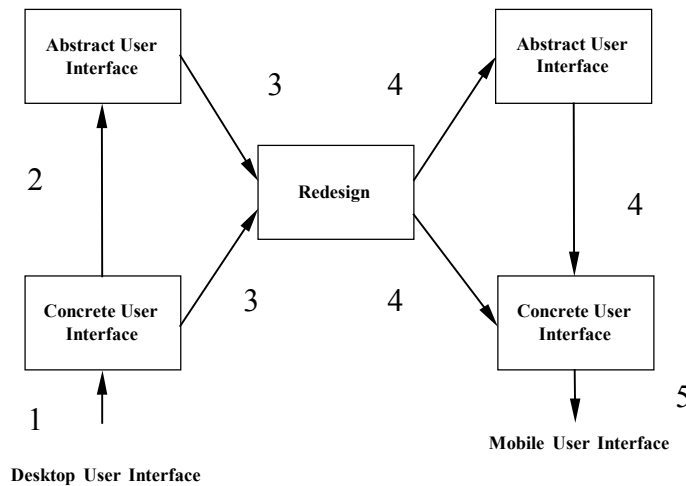 Abstract User
Interface
Abstract User
Interface
3
4
Redesign
2
4
Concrete User
Interface
3
4
Concrete User
Interface
1
5
Mobile User Interface
Desktop User Interface